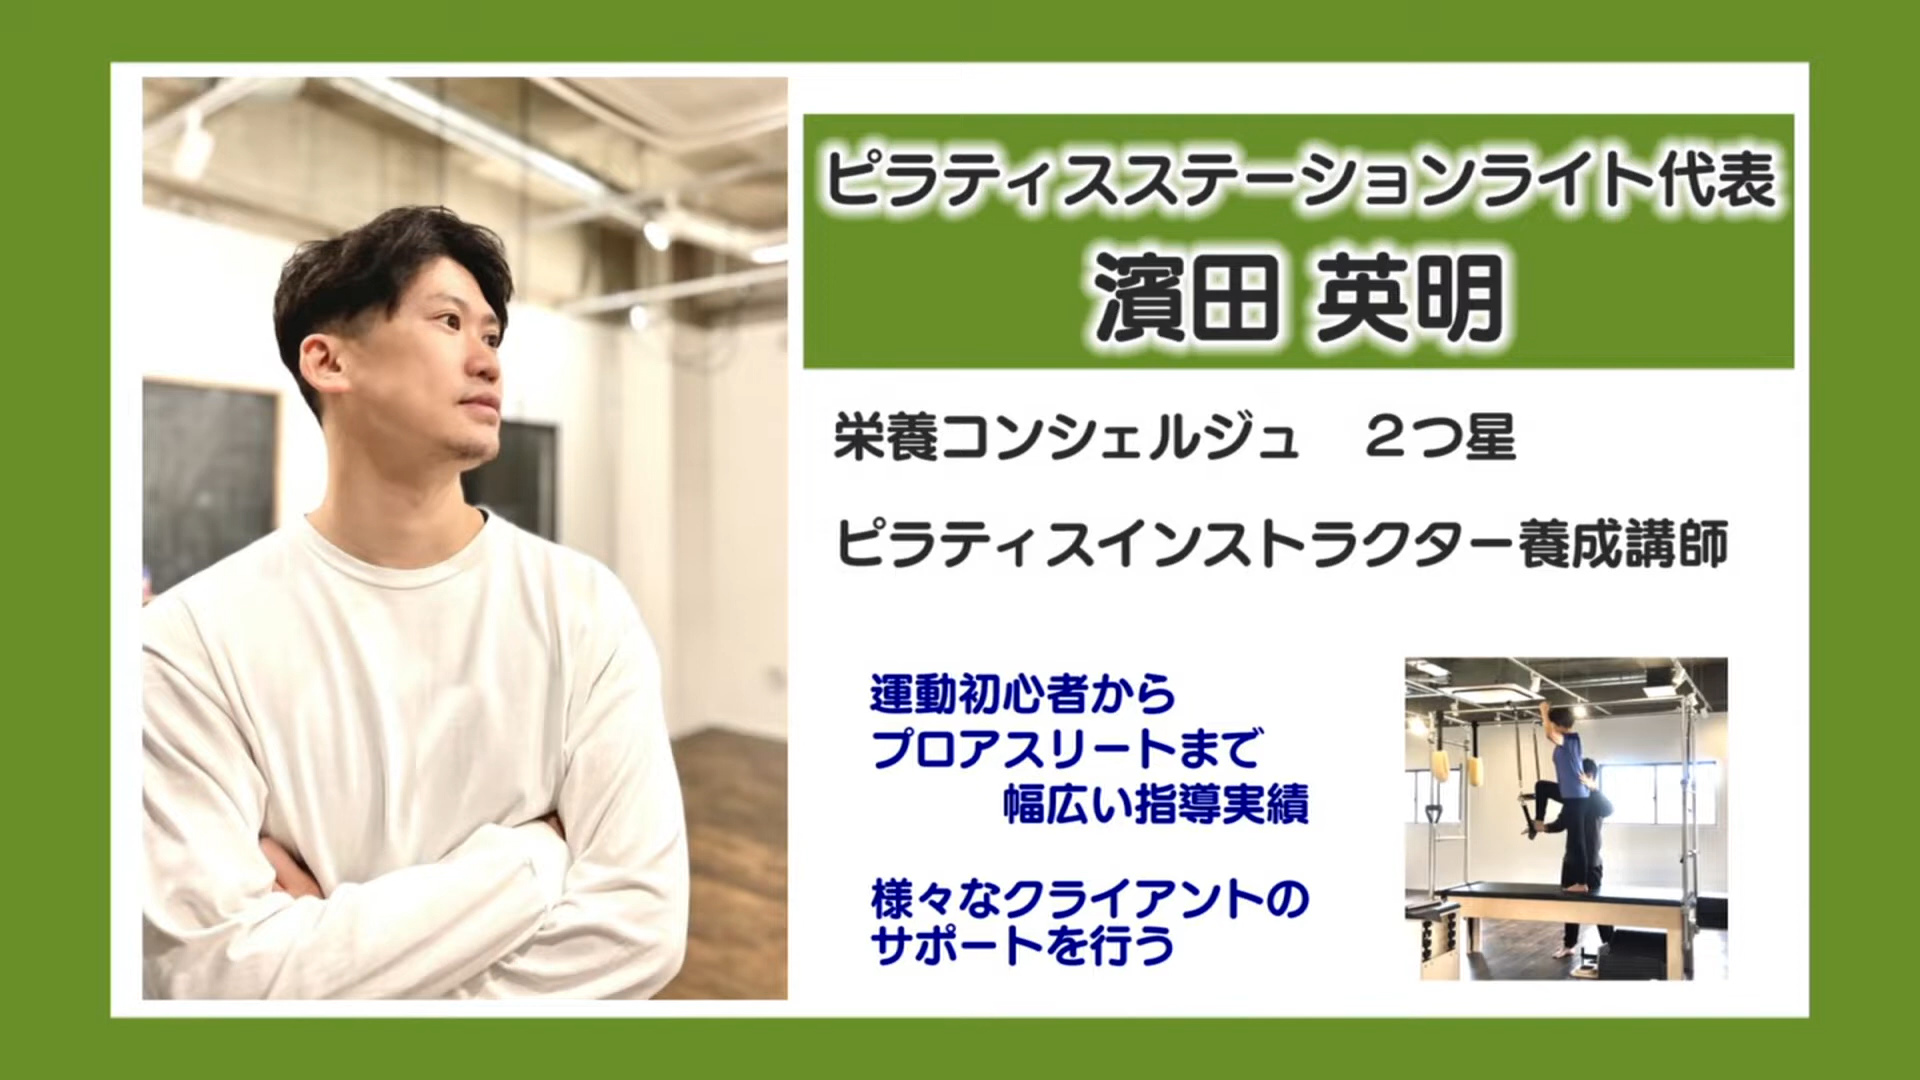 ピラティスステーションライト代表
濱田 英明
栄養コンシェルジュ　２つ星
ピラティスインストラクター養成講師
運動初心者から
プロアスリートまで
幅広い指導実績
様々なクライアントの
サポートを行う